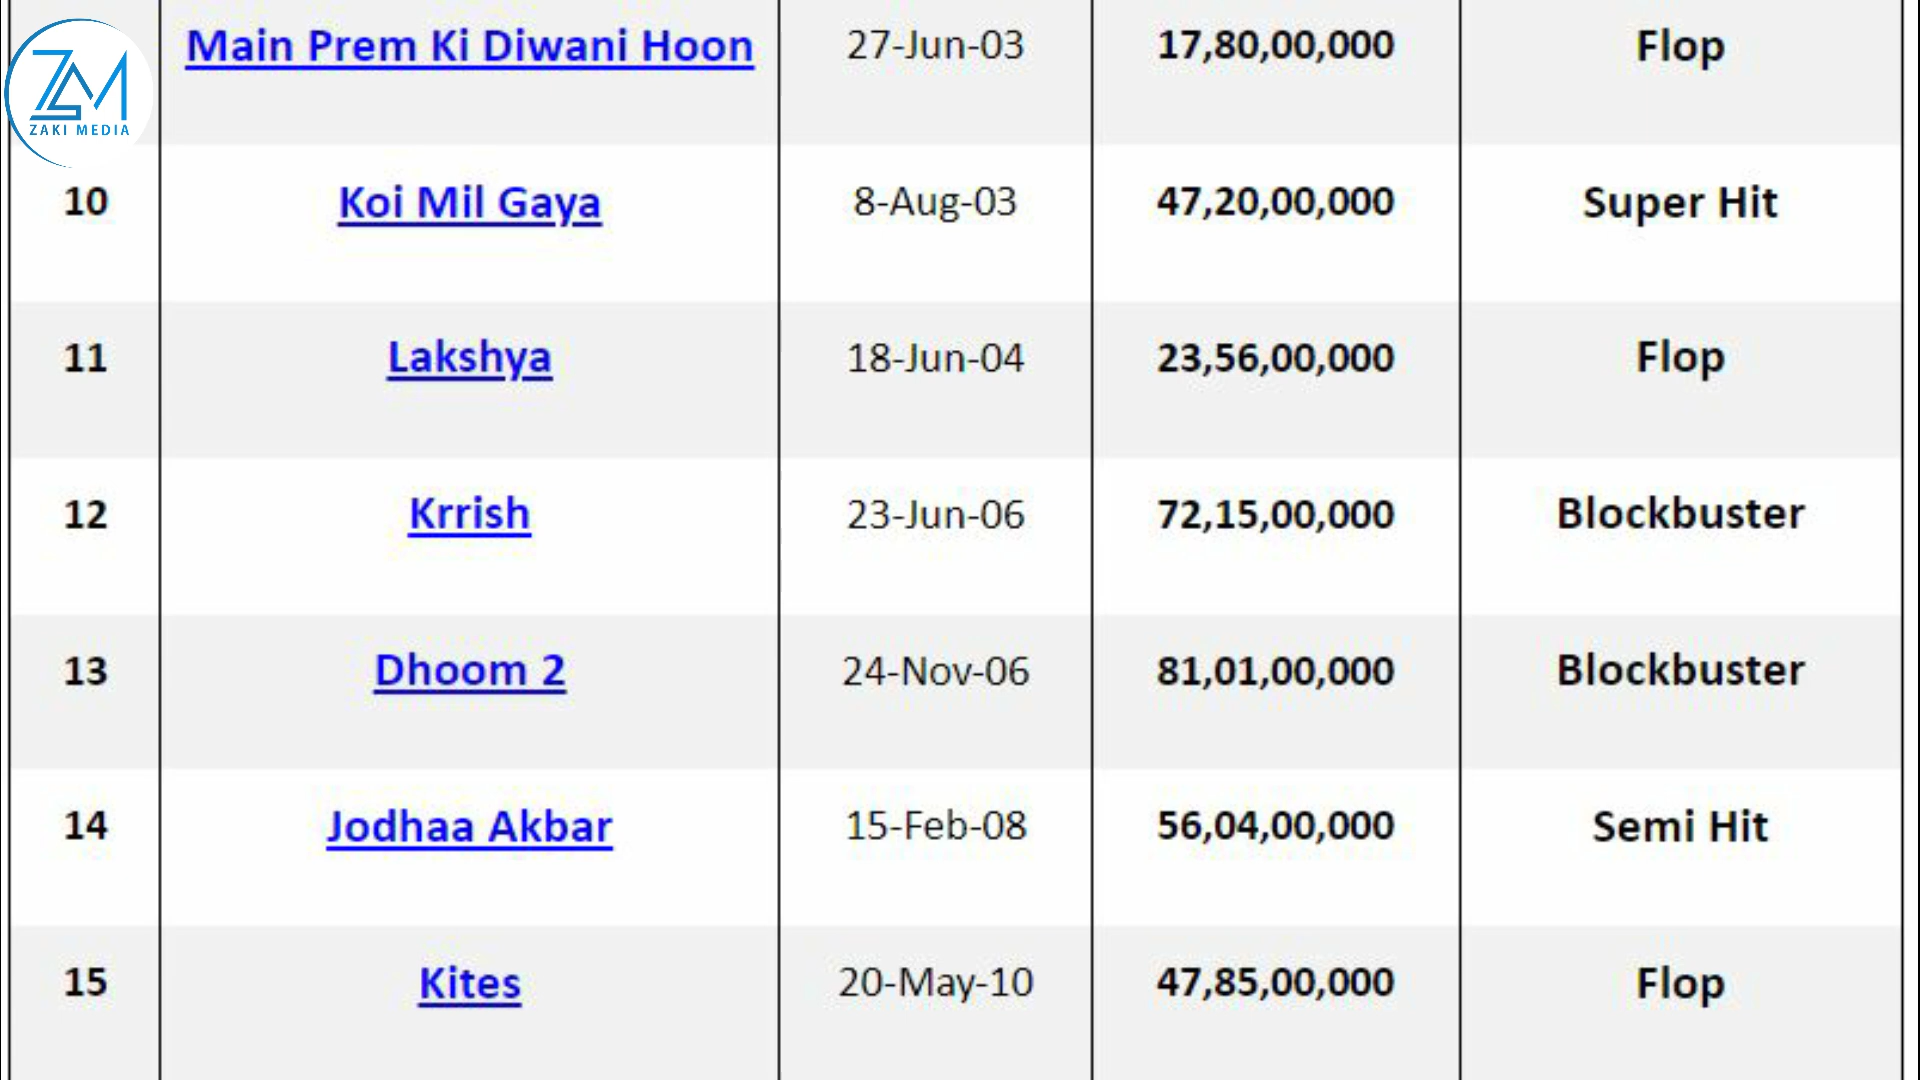 Main Prem Ki Diwani Hoon 27-Jun-03 17,80,00,000 Flop
ZM
ZAKI MEDIA
10 Koi Mil Gaya 8-Aug-03 47,20,00,000 Super Hit
11 Lakshya 18-Jun-04 23,56,00,000 Flop
12 Krrish 23-Jun-06 72,15,00,000 Blockbuster
13 Dhoom 2 24-Nov-06 81,01,00,000 Blockbuster
14 Jodhaa Akbar 15-Feb-08 56,04,00,000 Semi Hit
15 Kites 20-May-10 47,85,00,000 Flop